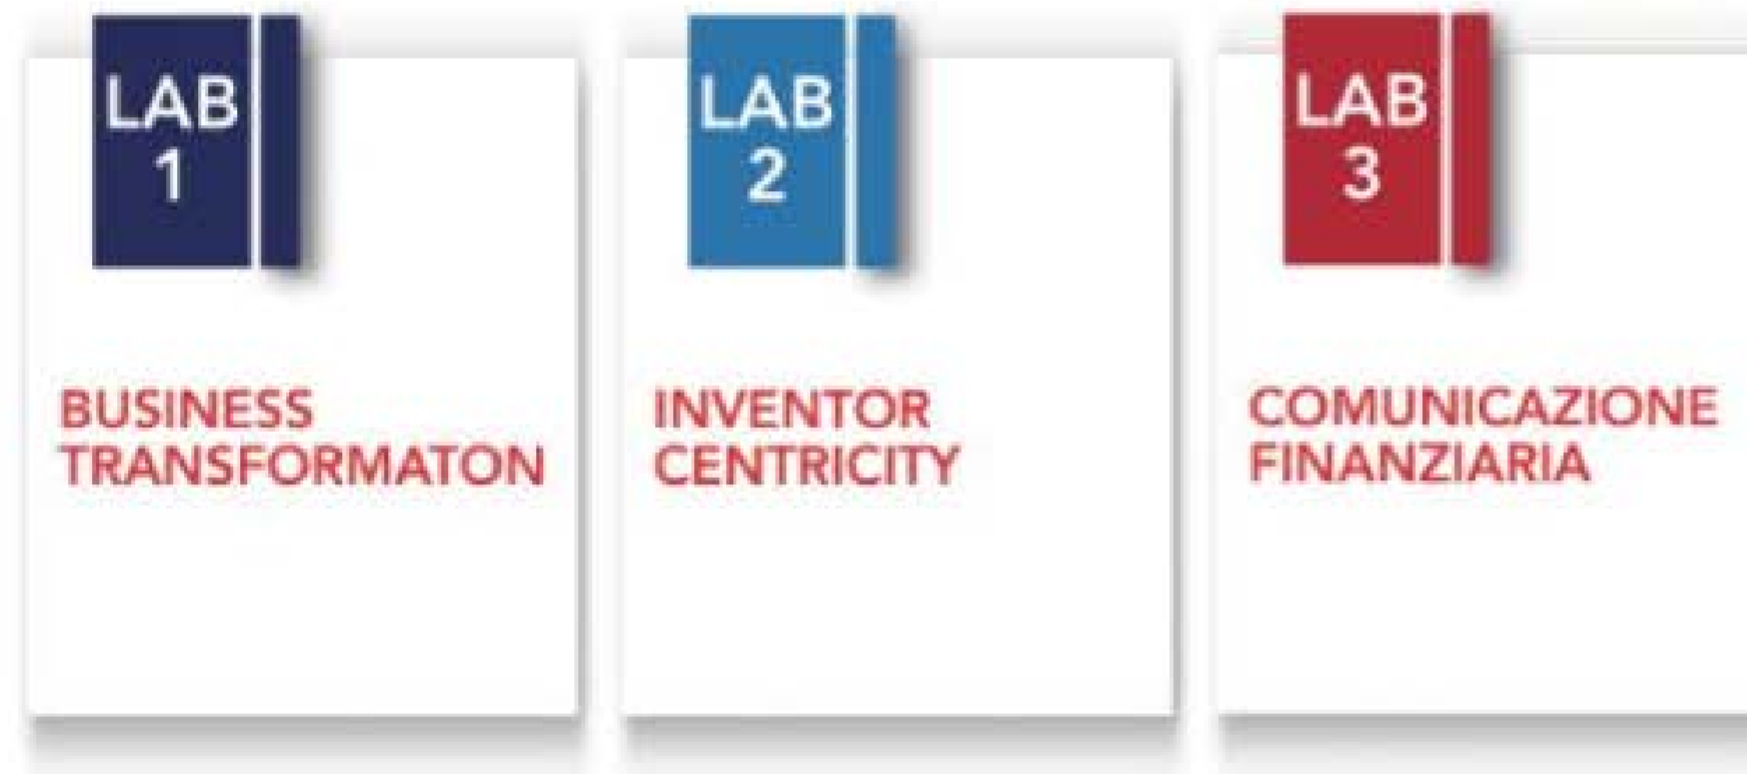 LAB
1
BUSINESS
TRANSFORMATON
LAB
2
INVENTOR
CENTRICITY
LAB
3
COMUNICAZIONE
FINANZIARIA